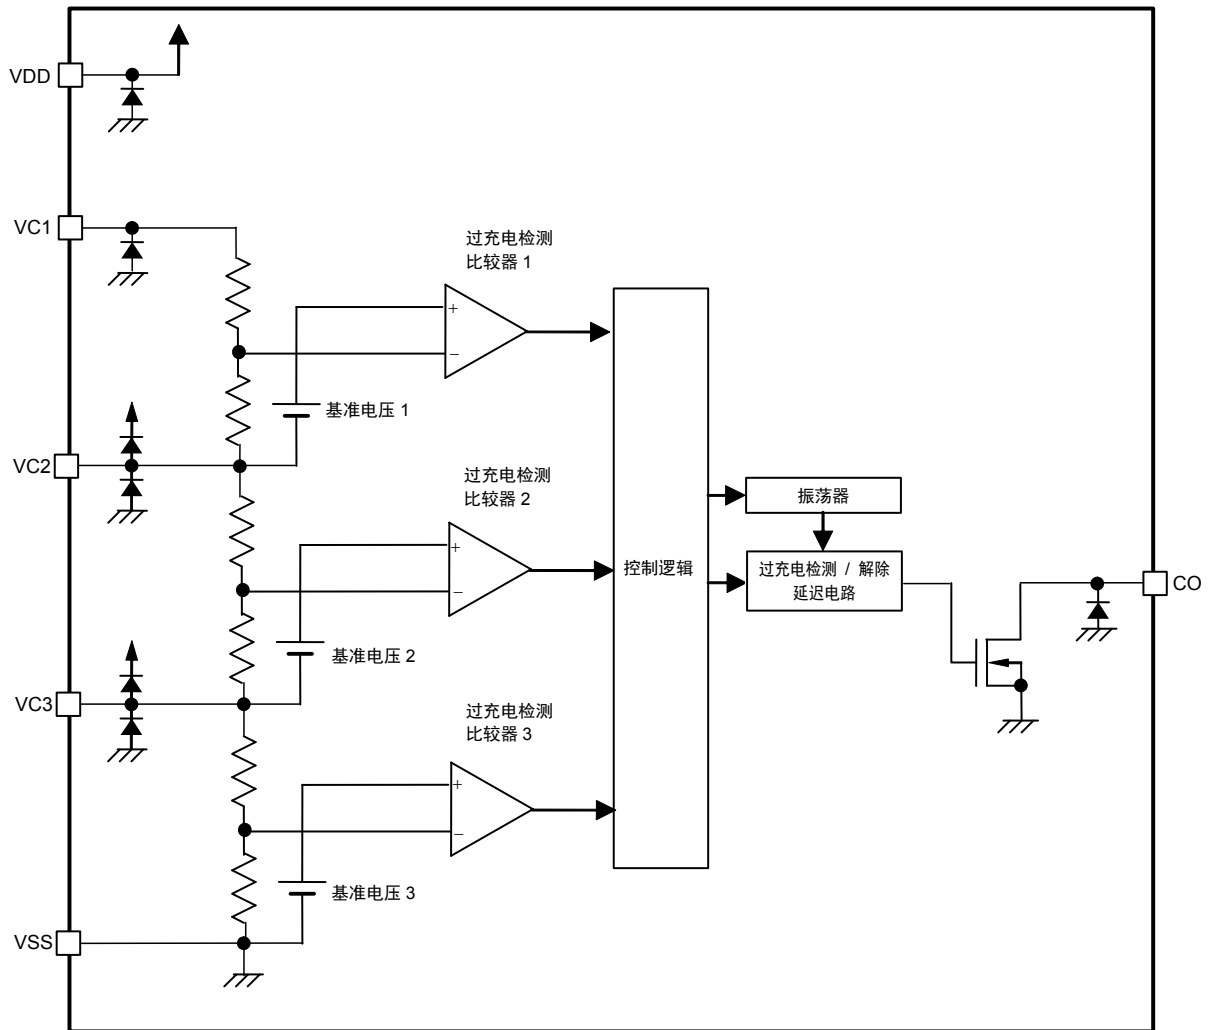 VDD
VC1
过充电检测
比较器 1
+
−
基准电压 1
VC2
过充电检测
比较器 2
+
−
振荡器
控制逻辑
过充电检测 / 解除
延迟电路
CO
基准电压 2
VC3
过充电检测
比较器 3
+
−
基准电压 3
VSS